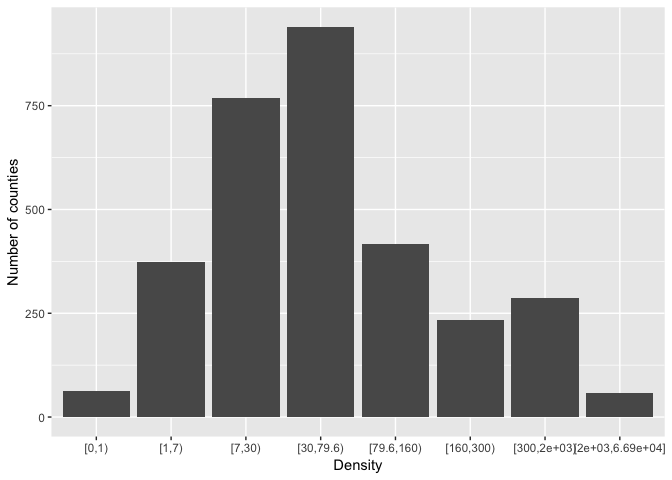 Number of counties
750
500
250
0
[0,1)
[1,7)
[7,30)
[30,79.6)
[79.6,160)
[160,300)
[300,2e+03)
[2e+03,6.69e+04]
Density